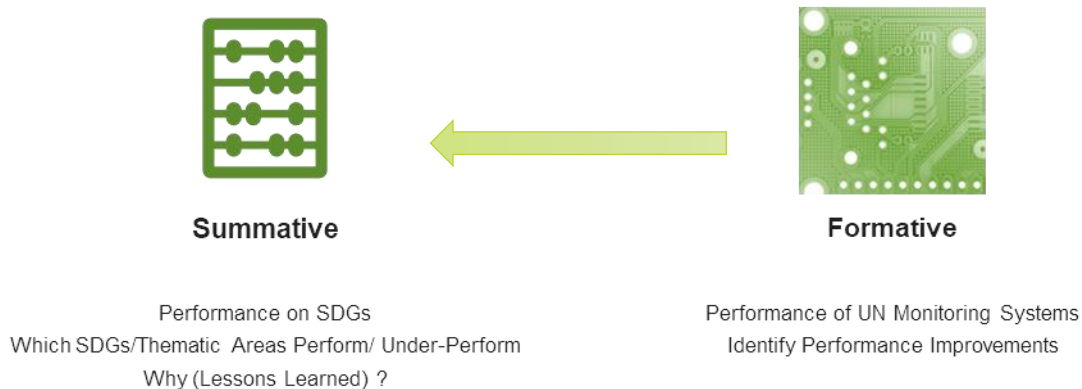 Summative
Performance on SDGs
Which SDGs/Thematic Areas Perform/ Under-Perform
Why (Lessons Learned) ?
Formative
Performance of UN Monitoring Systems
Identify Performance Improvements